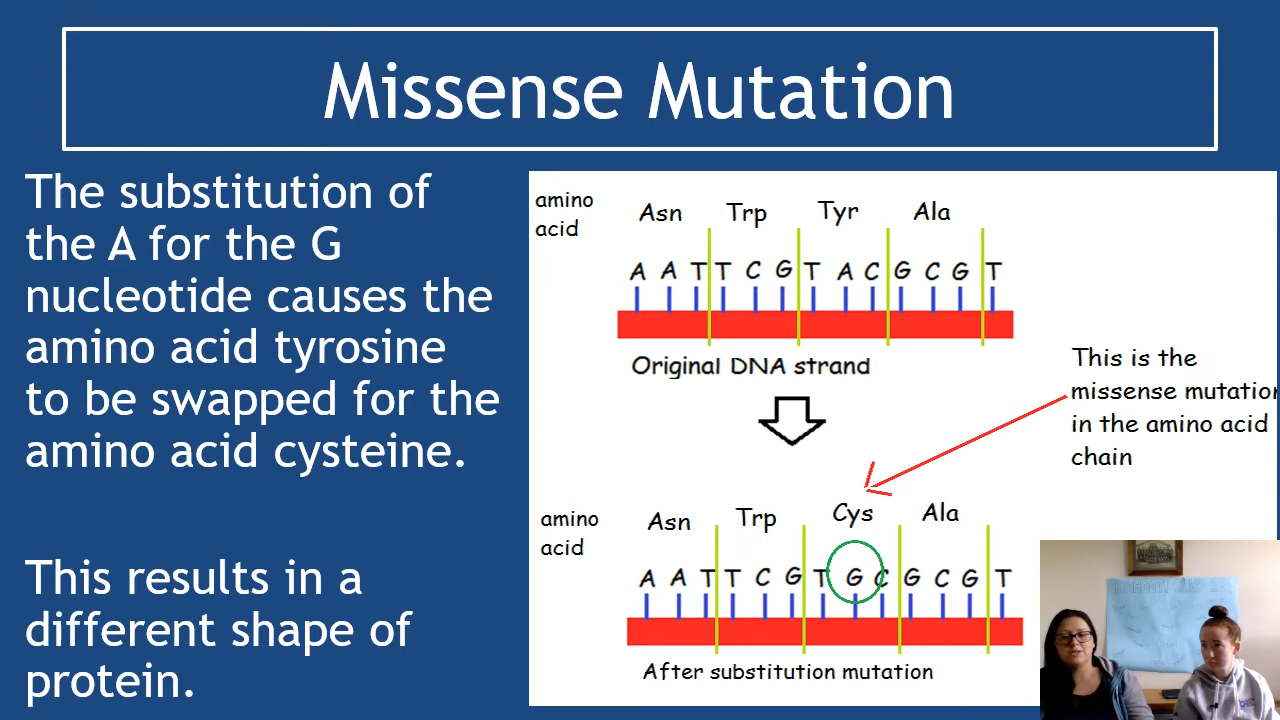 Missense Mutation
The substitution of
the A for the G
nucleotide causes the
amino acid tyrosine
to be swapped for the
amino acid cysteine.
This results in a
different shape of
protein.
amino
acid
Asn Trp Tyr Ala
A A T T C G T A C G C G T
Original DNA strand
This is the
missense mutation
in the amino acid
chain
amino
acid
Asn Trp Cys Ala
A A T T C G T G C G C G T
After substitution mutation